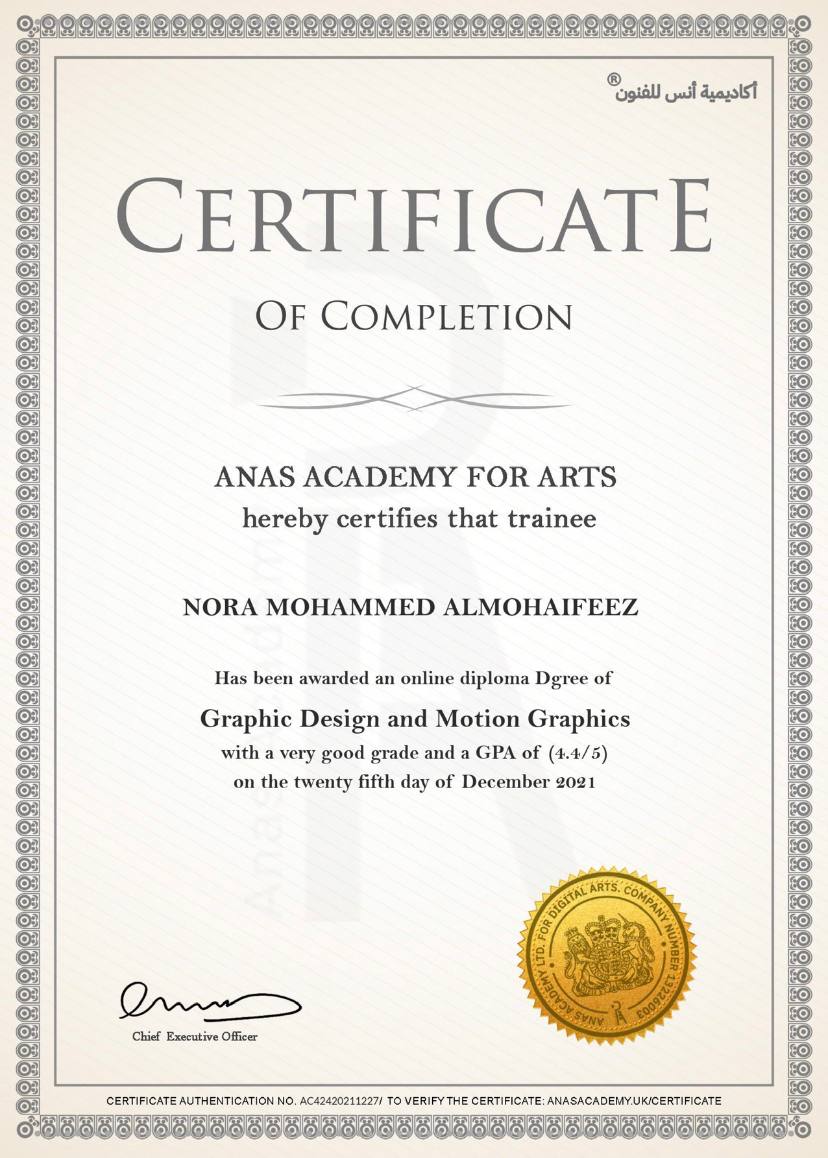 أكاديمية أنس للفنون®
CERTIFICATE
OF COMPLETION
ANAS ACADEMY FOR ARTS
hereby certifies that trainee
NORA MOHAMMED ALMOHAIFEEZ
Has been awarded an online diploma Dgree of
Graphic Design and Motion Graphics
with a very good grade and a GPA of (4.4/5)
on the twenty fifth day of December 2021
ANAS ACADEMY LTD. FOR DIGITAL ARTS. COMPANY NUMBER 13226003
Chief Executive Officer
CERTIFICATE AUTHENTICATION NO. AC42420211227/ TO VERIFY THE CERTIFICATE: ANASACADEMY.UK/CERTIFICATE